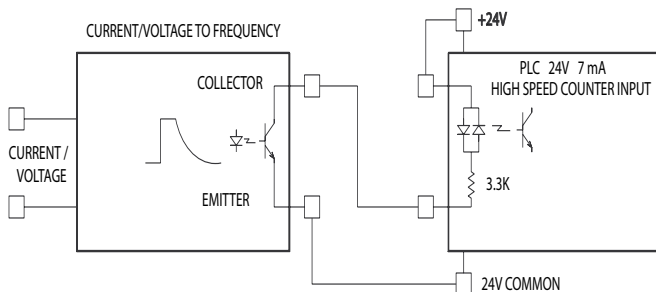 +24V
CURRENT/VOLTAGE TO FREQUENCY
PLC 24V 7 mA
HIGH SPEED COUNTER INPUT
COLLECTOR
CURRENT /
VOLTAGE
3.3K
EMITTER
24V COMMON